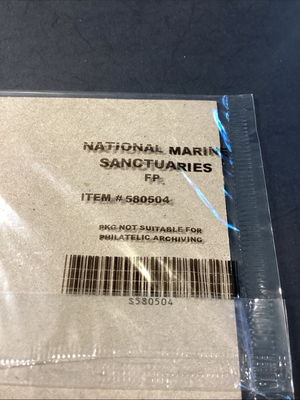 NATIONAL MARINE
SANCTUARIES
FP
ITEM # 580504
PKG NOT SUITABLE FOR
PHILATELIC ARCHIVING
S580504